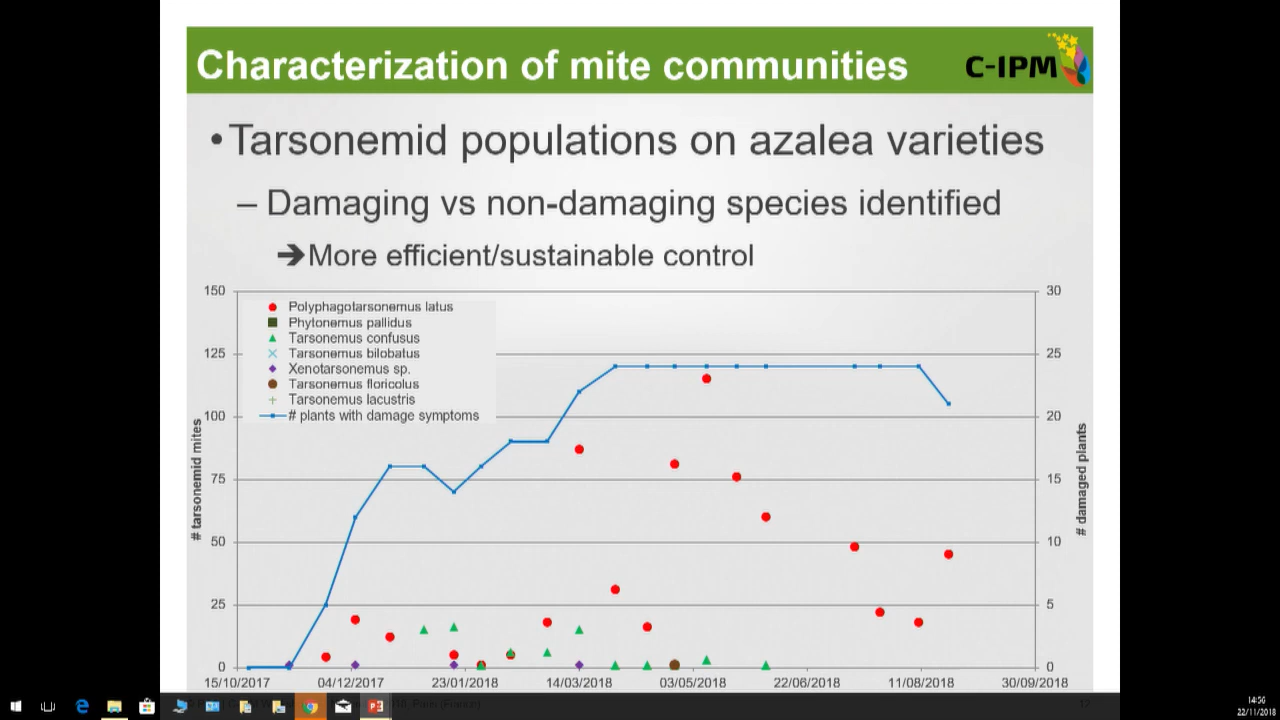 Characterization of mite communities
C-IPM
•Tarsonemid populations on azalea varieties
– Damaging vs non-damaging species identified
➔More efficient/sustainable control
150
125
100
75
50
25
0
# tarsonemid mites
Polyphagotarsonemus latus
Phytonemus pallidus
Tarsonemus confusus
Tarsonemus bilobatus
Xenotarsonemus sp.
Tarsonemus floricolus
Tarsonemus lacustris
# plants with damage symptoms
30
25
20
15
10
5
0
# damaged plants
15/10/2017 04/12/2017 23/01/2018 14/03/2018 03/05/2018 22/06/2018 11/08/2018 30/09/2018
12
14:56
22/11/2018